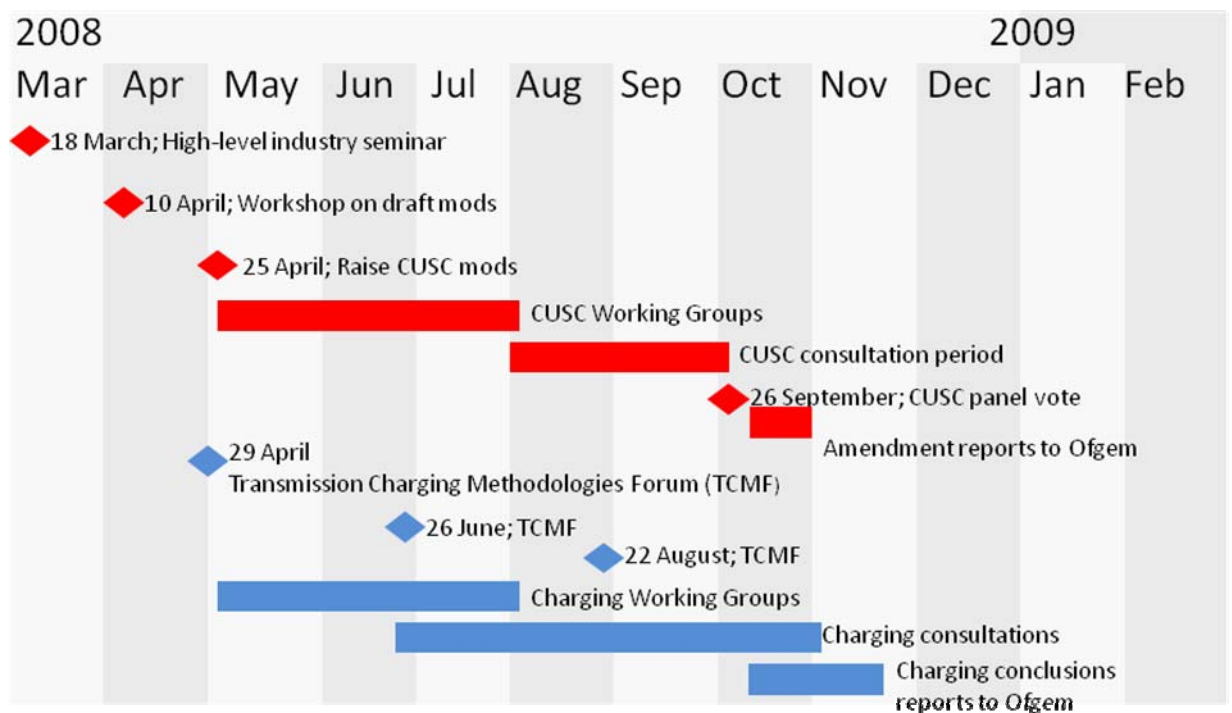 2008 2009
Mar Apr May Jun Jul Aug Sep Oct Nov Dec Jan Feb
18 March; High-level industry seminar
10 April; Workshop on draft mods
25 April; Raise CUSC mods
CUSC Working Groups
CUSC consultation period
26 September; CUSC panel vote
Amendment reports to Ofgem
29 April
Transmission Charging Methodologies Forum (TCMF)
26 June; TCMF
22 August; TCMF
Charging Working Groups
Charging consultations
Charging conclusions
reports to Ofgem